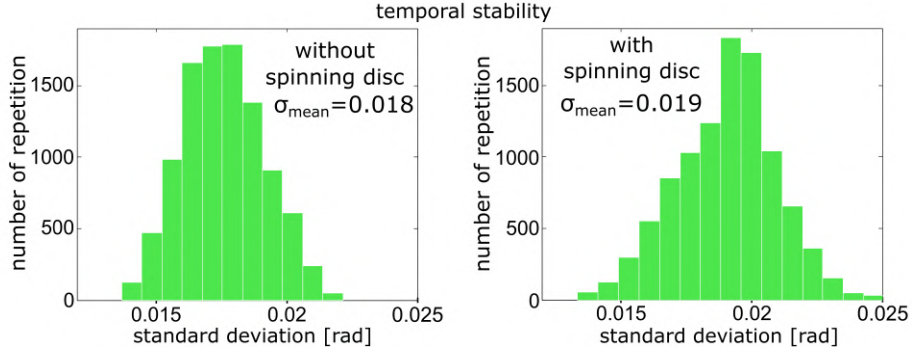 temporal stability
without
spinning disc
σmean=0.018
number of repetition
1500
1000
500
0
0.015
0.02
0.025
standard deviation [rad]
with
spinning disc
σmean=0.019
number of repetition
1500
1000
500
0
0.015
0.02
0.025
standard deviation [rad]